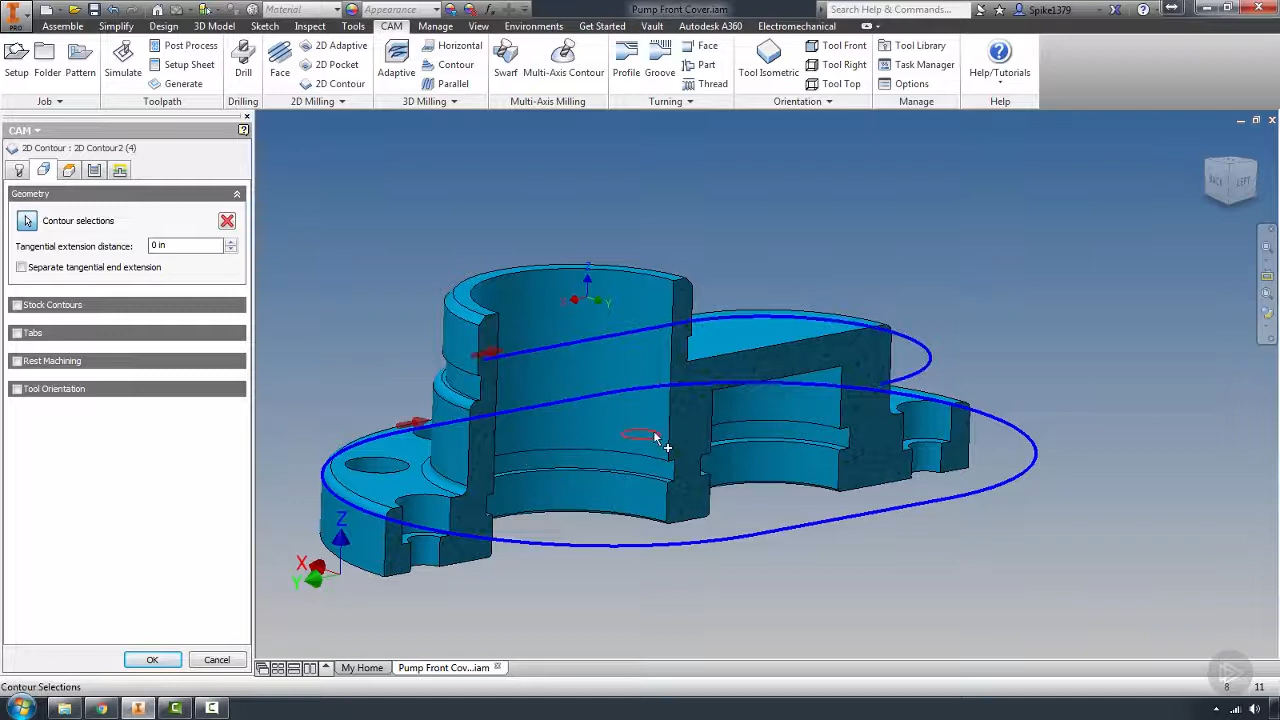 Material
Appearance
Pump Front Cover.iam
Search Help & Commands...
Spike1379
PRO
Assemble Simplify Design 3D Model Sketch Inspect Tools CAM Manage View Environments Get Started Vault Autodesk A360 Electromechanical
Setup Folder Pattern
Post Process
Setup Sheet
Generate
Simulate
Drill
Face
2D Adaptive
2D Pocket
2D Contour
Adaptive
Horizontal
Contour
Parallel
Swarf Multi-Axis Contour
Profile Groove
Face
Part
Thread
Tool Isometric
Tool Front
Tool Right
Tool Top
Tool Library
Task Manager
Options
Help/Tutorials
Job Toolpath Drilling 2D Milling 3D Milling Multi-Axis Milling Turning Orientation Manage Help
CAM
2D Contour : 2D Contour2 (4)
Geometry
Contour selections
Tangential extension distance: 0 in
Separate tangential end extension
Stock Contours
Tabs
Rest Machining
Tool Orientation
OK Cancel
BACK LEFT
Z
X Y
Z
X
Y
My Home Pump Front Cov...iam
Contour Selections
8 11